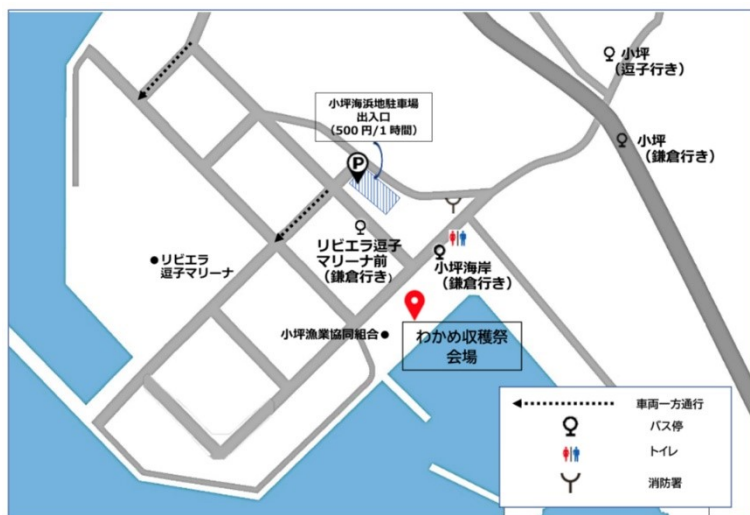 小坪
(逗子行き)
小坪海浜地駐車場
出入口
(500円/1時間)
小坪
(鎌倉行き)
P
リビエラ逗子
マリーナ前
(鎌倉行き)
小坪海岸
(鎌倉行き)
●リビエラ
逗子マリーナ
小坪漁業協同組合●
わかめ収穫祭
会場
車両一方通行
バス停
トイレ
消防署